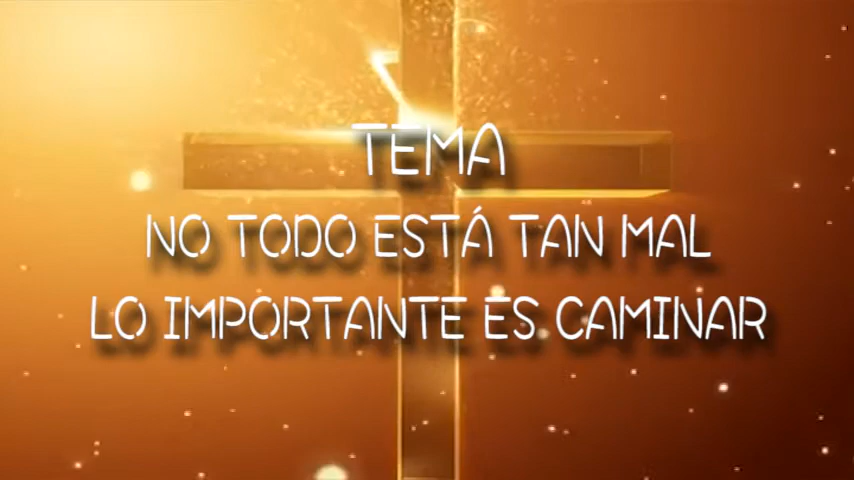 TEMA
NO TODO ESTÁ TAN MAL
LO IMPORTANTE ES CAMINAR